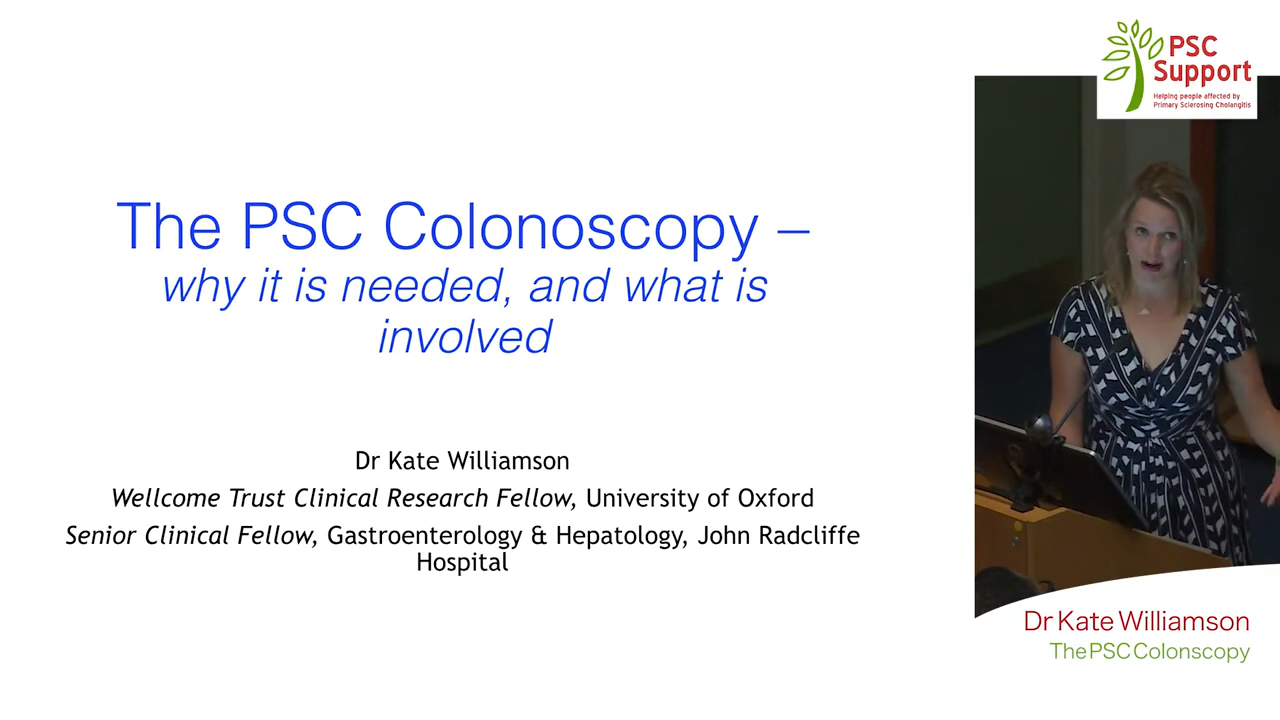 The PSC Colonoscopy –
why it is needed, and what is
involved
Dr Kate Williamson
Wellcome Trust Clinical Research Fellow, University of Oxford
Senior Clinical Fellow, Gastroenterology & Hepatology, John Radcliffe
Hospital
PSC
Support
Helping people affected by
Primary Sclerosing Cholangitis
Dr Kate Williamson
The PSC Colonscopy